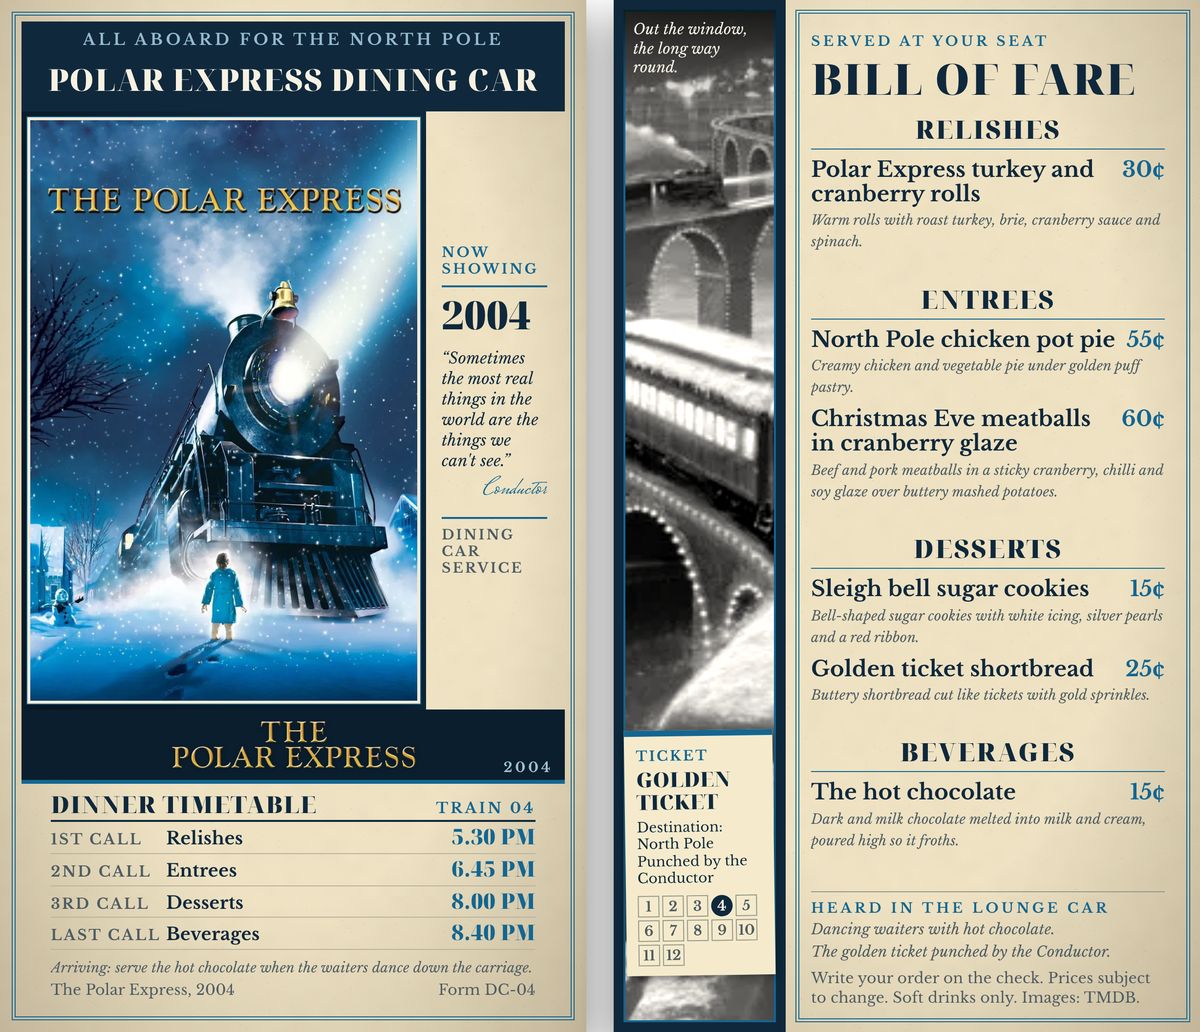 ALL ABOARD FOR THE NORTH POLE
POLAR EXPRESS DINING CAR
THE POLAR EXPRESS
NOW
SHOWING
2004
“Sometimes
the most real
things in the
world are the
things we
can't see.”
Conductor
DINING
CAR
SERVICE
THE
POLAR EXPRESS
2004
DINNER TIMETABLE TRAIN 04
1ST CALL Relishes 5.30 PM
2ND CALL Entrees 6.45 PM
3RD CALL Desserts 8.00 PM
LAST CALL Beverages 8.40 PM
Arriving: serve the hot chocolate when the waiters dance down the carriage.
The Polar Express, 2004 Form DC-04
Out the window,
the long way
round.
TICKET
GOLDEN
TICKET
Destination:
North Pole
Punched by the
Conductor
1 2 3 4 5
6 7 8 9 10
11 12
SERVED AT YOUR SEAT
BILL OF FARE
RELISHES
Polar Express turkey and 30¢
cranberry rolls
Warm rolls with roast turkey, brie, cranberry sauce and
spinach.
ENTREES
North Pole chicken pot pie 55¢
Creamy chicken and vegetable pie under golden puff
pastry.
Christmas Eve meatballs 60¢
in cranberry glaze
Beef and pork meatballs in a sticky cranberry, chilli and
soy glaze over buttery mashed potatoes.
DESSERTS
Sleigh bell sugar cookies 15¢
Bell-shaped sugar cookies with white icing, silver pearls
and a red ribbon.
Golden ticket shortbread 25¢
Buttery shortbread cut like tickets with gold sprinkles.
BEVERAGES
The hot chocolate 15¢
Dark and milk chocolate melted into milk and cream,
poured high so it froths.
HEARD IN THE LOUNGE CAR
Dancing waiters with hot chocolate.
The golden ticket punched by the Conductor.
Write your order on the check. Prices subject
to change. Soft drinks only. Images: TMDB.